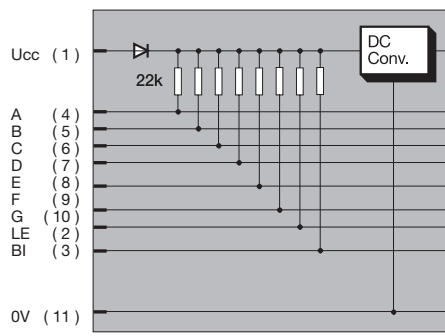 DC
Conv.
Ucc (1)
22k
A (4)
B (5)
C (6)
D (7)
E (8)
F (9)
G (10)
LE (2)
BI (3)
0V (11)